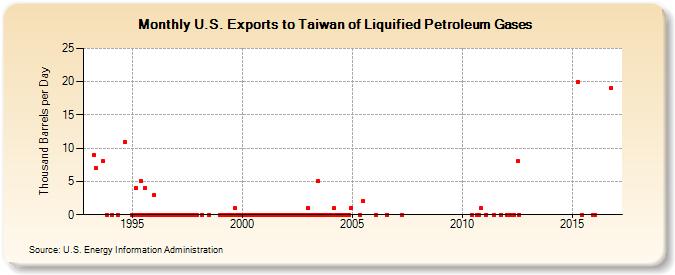 Monthly U.S. Exports to Taiwan of Liquified Petroleum Gases
Thousand Barrels per Day
25
20
15
10
5
0
1995 2000 2005 2010 2015
Source: U.S. Energy Information Administration